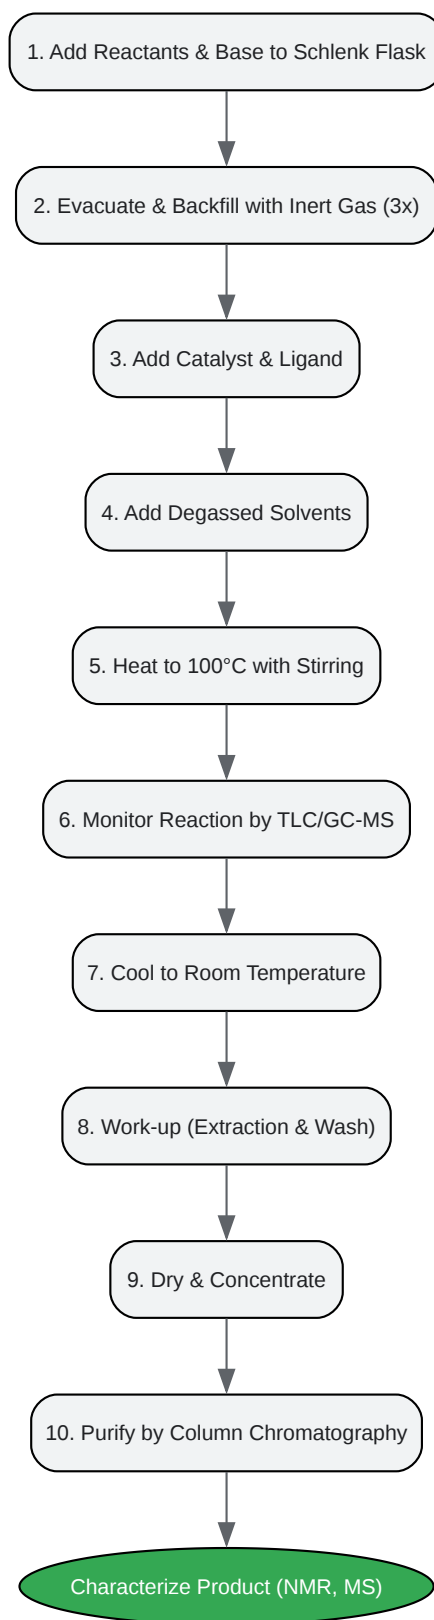 1. Add Reactants & Base to Schlenk Flask
2. Evacuate & Backfill with Inert Gas (3x)
3. Add Catalyst & Ligand
4. Add Degassed Solvents
5. Heat to 100°C with Stirring
6. Monitor Reaction by TLC/GC-MS
7. Cool to Room Temperature
8. Work-up (Extraction & Wash)
9. Dry & Concentrate
10. Purify by Column Chromatography
Characterize Product (NMR, MS)